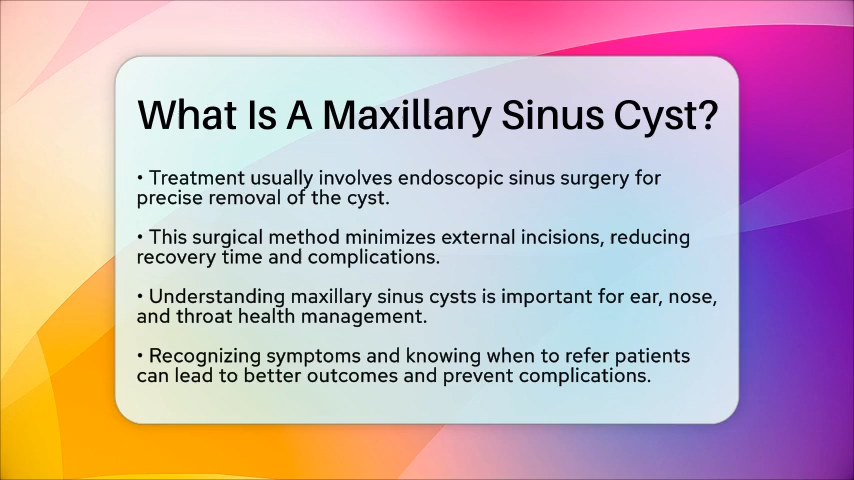 What Is A Maxillary Sinus Cyst?
• Treatment usually involves endoscopic sinus surgery for
precise removal of the cyst.
• This surgical method minimizes external incisions, reducing
recovery time and complications.
• Understanding maxillary sinus cysts is important for ear, nose,
and throat health management.
• Recognizing symptoms and knowing when to refer patients
can lead to better outcomes and prevent complications.